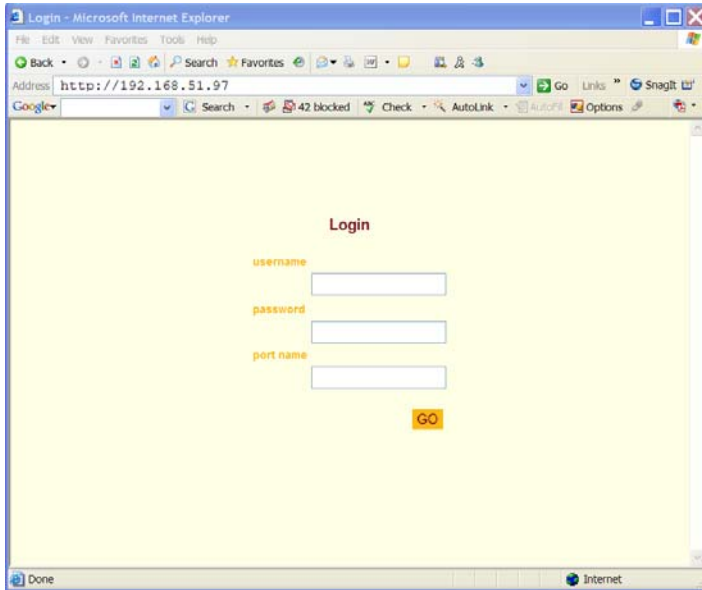 Login - Microsoft Internet Explorer
File Edit View Favorites Tools Help
Back Search Favorites
Address http://192.168.51.97 Go Links » SnagIt
Google Search 42 blocked Check AutoLink AutoFill Options
Login
username
password
port name
GO
Done Internet